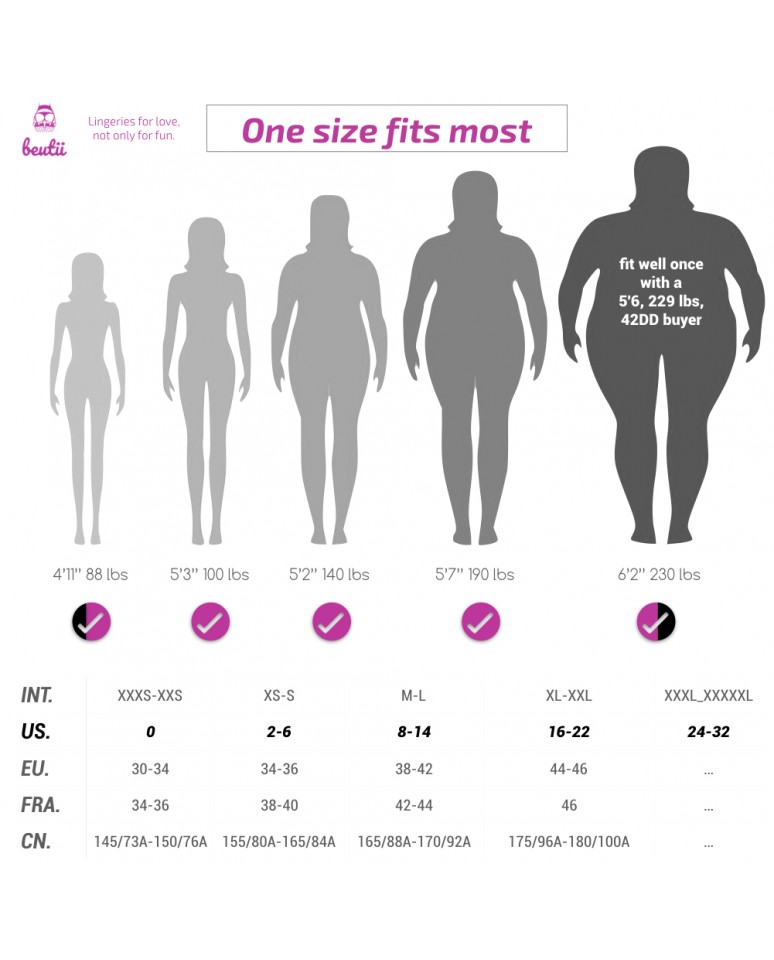 beutii
Lingeries for love,
not only for fun.
One size fits most
fit well once
with a
5'6, 229 lbs,
42DD buyer
4'11" 88 lbs
5'3" 100 lbs
5'2" 140 lbs
5'7" 190 lbs
6'2" 230 lbs
INT. XXXS-XXS XS-S M-L XL-XXL XXXL_XXXXXL
US. 0 2-6 8-14 16-22 24-32
EU. 30-34 34-36 38-42 44-46 ...
FRA. 34-36 38-40 42-44 46 ...
CN. 145/73A-150/76A 155/80A-165/84A 165/88A-170/92A 175/96A-180/100A ...